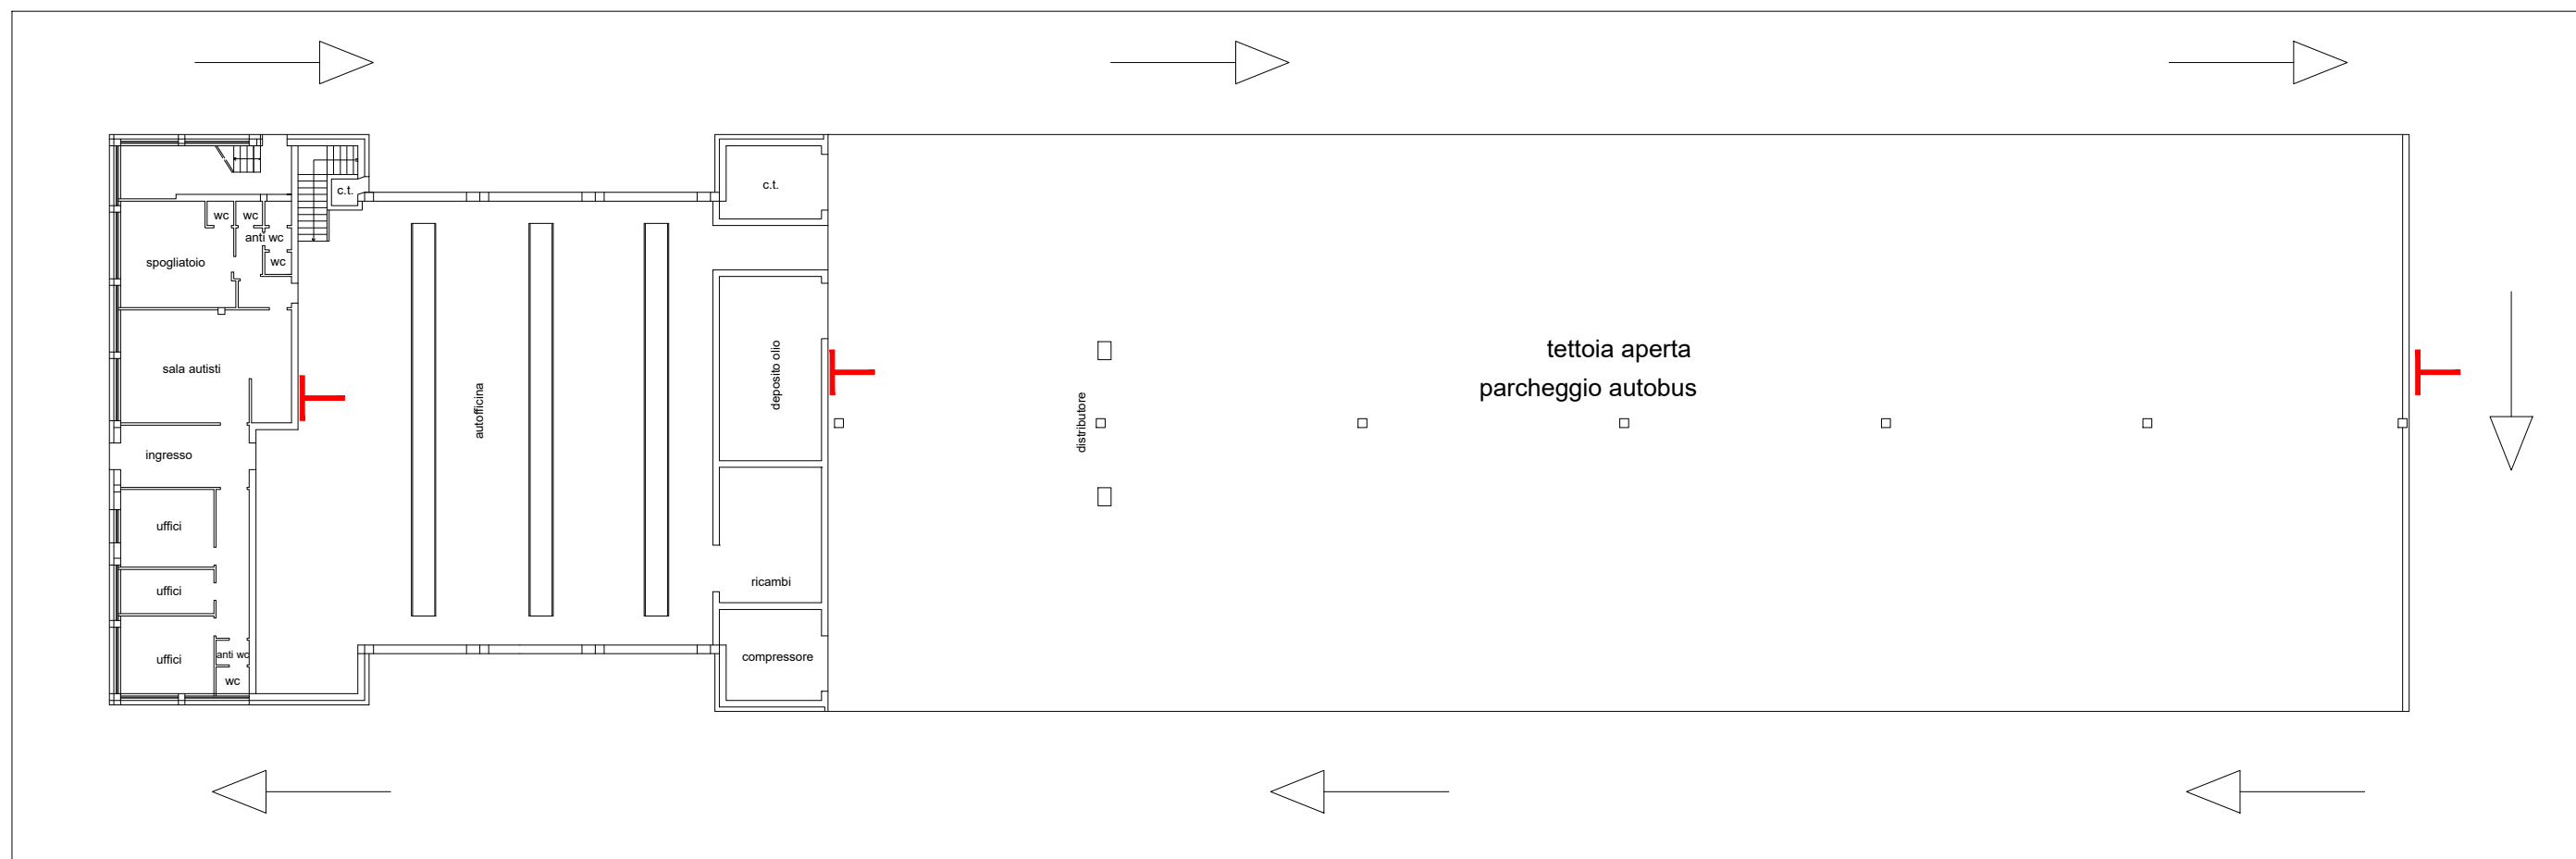 c.t.
c.t.
wc
wc
anti wc
wc
spogliatoio
sala autisti
autofficina
deposito olio
distributore
tettoia aperta
parcheggio autobus
ingresso
uffici
uffici
ricambi
uffici
anti wc
wc
compressore